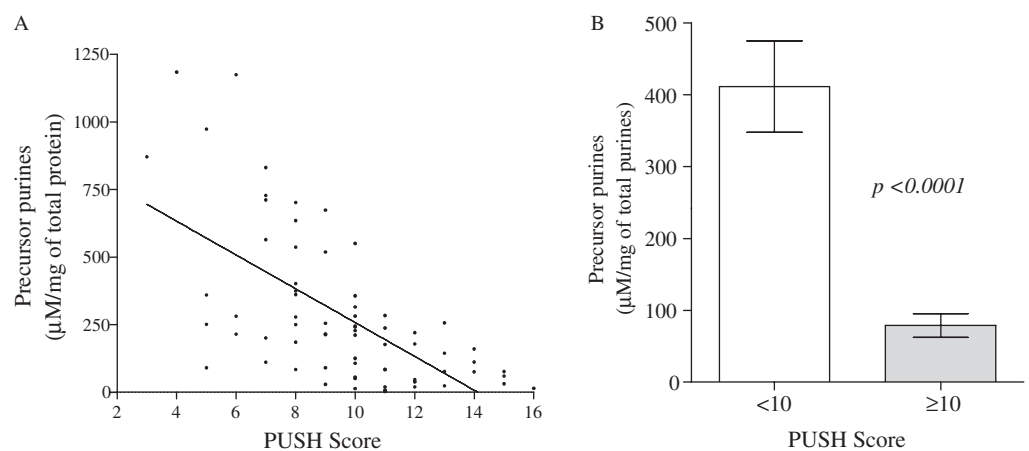 A
Precursor purines
(µM/mg of total protein)
1250
1000
750
500
250
0
2 4 6 8 10 12 14 16
PUSH Score
B
Precursor purines
(µM/mg of total purines)
500
400
300
200
100
0
p <0.0001
<10 ≥10
PUSH Score